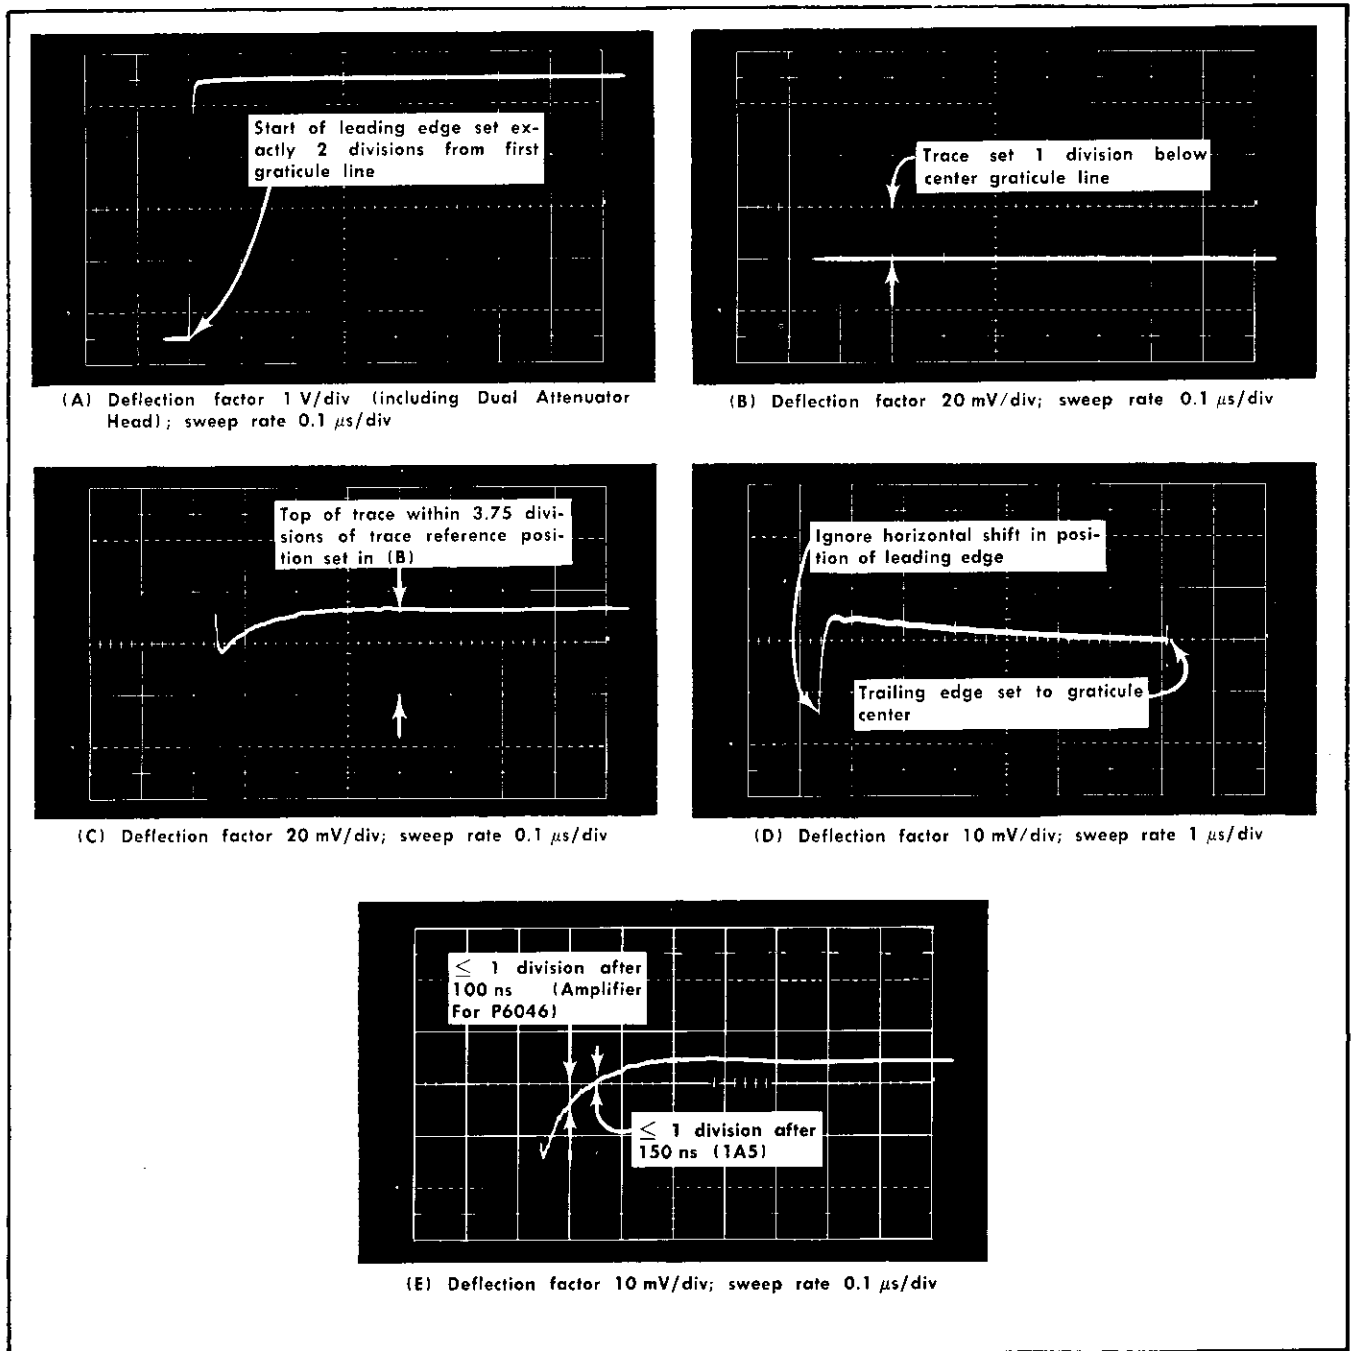 Start of leading edge set ex-
actly 2 divisions from first
graticule line
(A) Deflection factor 1 V/div (including Dual Attenuator
Head); sweep rate 0.1 μs/div
Trace set 1 division below
center graticule line
(B) Deflection factor 20 mV/div; sweep rate 0.1 μs/div
Top of trace within 3.75 divi-
sions of trace reference posi-
tion set in (B)
(C) Deflection factor 20 mV/div; sweep rate 0.1 μs/div
Ignore horizontal shift in posi-
tion of leading edge
Trailing edge set to graticule
center
(D) Deflection factor 10 mV/div; sweep rate 1 μs/div
≤ 1 division after
100 ns (Amplifier
For P6046)
≤ 1 division after
150 ns (1A5)
(E) Deflection factor 10 mV/div; sweep rate 0.1 μs/div